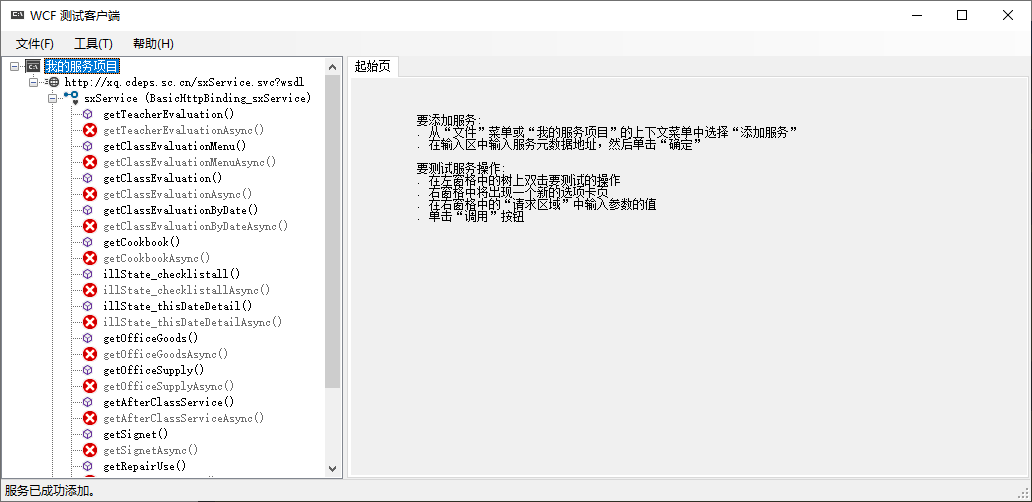 WCF 测试客户端
文件(F) 工具(T) 帮助(H)
我的服务项目
http://xq.cdeps.sc.cn/sxService.svc?wsdl
sxService (BasicHttpBinding_sxService)
getTeacherEvaluation()
getTeacherEvaluationAsync()
getClassEvaluationMenu()
getClassEvaluationMenuAsync()
getClassEvaluation()
getClassEvaluationAsync()
getClassEvaluationByDate()
getClassEvaluationByDateAsync()
getCookbook()
getCookbookAsync()
illState_checklistall()
illState_checklistallAsync()
illState_thisDateDetail()
illState_thisDateDetailAsync()
getOfficeGoods()
getOfficeGoodsAsync()
getOfficeSupply()
getOfficeSupplyAsync()
getAfterClassService()
getAfterClassServiceAsync()
getSignet()
getSignetAsync()
getRepairUse()
起始页
要添加服务:
. 从“文件”菜单或“我的服务项目”的上下文菜单中选择“添加服务”
. 在输入区中输入服务元数据地址，然后单击“确定”
要测试服务操作:
. 在左窗格中的树上双击要测试的操作
. 右窗格中将出现一个新的选项卡页
. 在右窗格中的“请求区域”中输入参数的值
. 单击“调用”按钮
服务已成功添加。